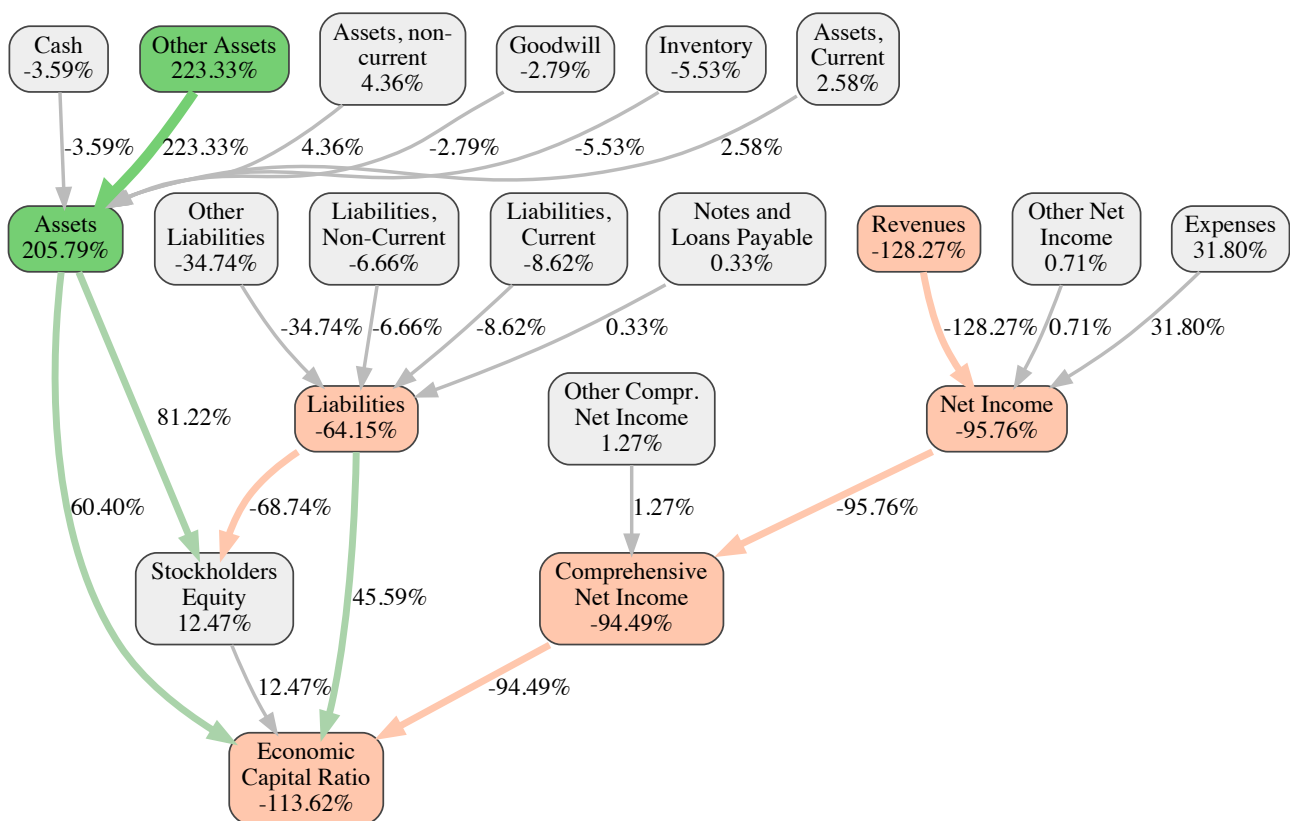 Cash
-3.59%
Other Assets
223.33%
Assets, non-
current
4.36%
Goodwill
-2.79%
Inventory
-5.53%
Assets,
Current
2.58%
-3.59%
223.33%
4.36%
-2.79%
-5.53%
2.58%
Assets
205.79%
Other
Liabilities
-34.74%
Liabilities,
Non-Current
-6.66%
Liabilities,
Current
-8.62%
Notes and
Loans Payable
0.33%
Revenues
-128.27%
Other Net
Income
0.71%
Expenses
31.80%
-34.74%
-6.66%
-8.62%
0.33%
-128.27%
0.71%
31.80%
Liabilities
-64.15%
Other Compr.
Net Income
1.27%
Net Income
-95.76%
81.22%
60.40%
-68.74%
1.27%
-95.76%
Stockholders
Equity
12.47%
45.59%
Comprehensive
Net Income
-94.49%
12.47%
-94.49%
Economic
Capital Ratio
-113.62%